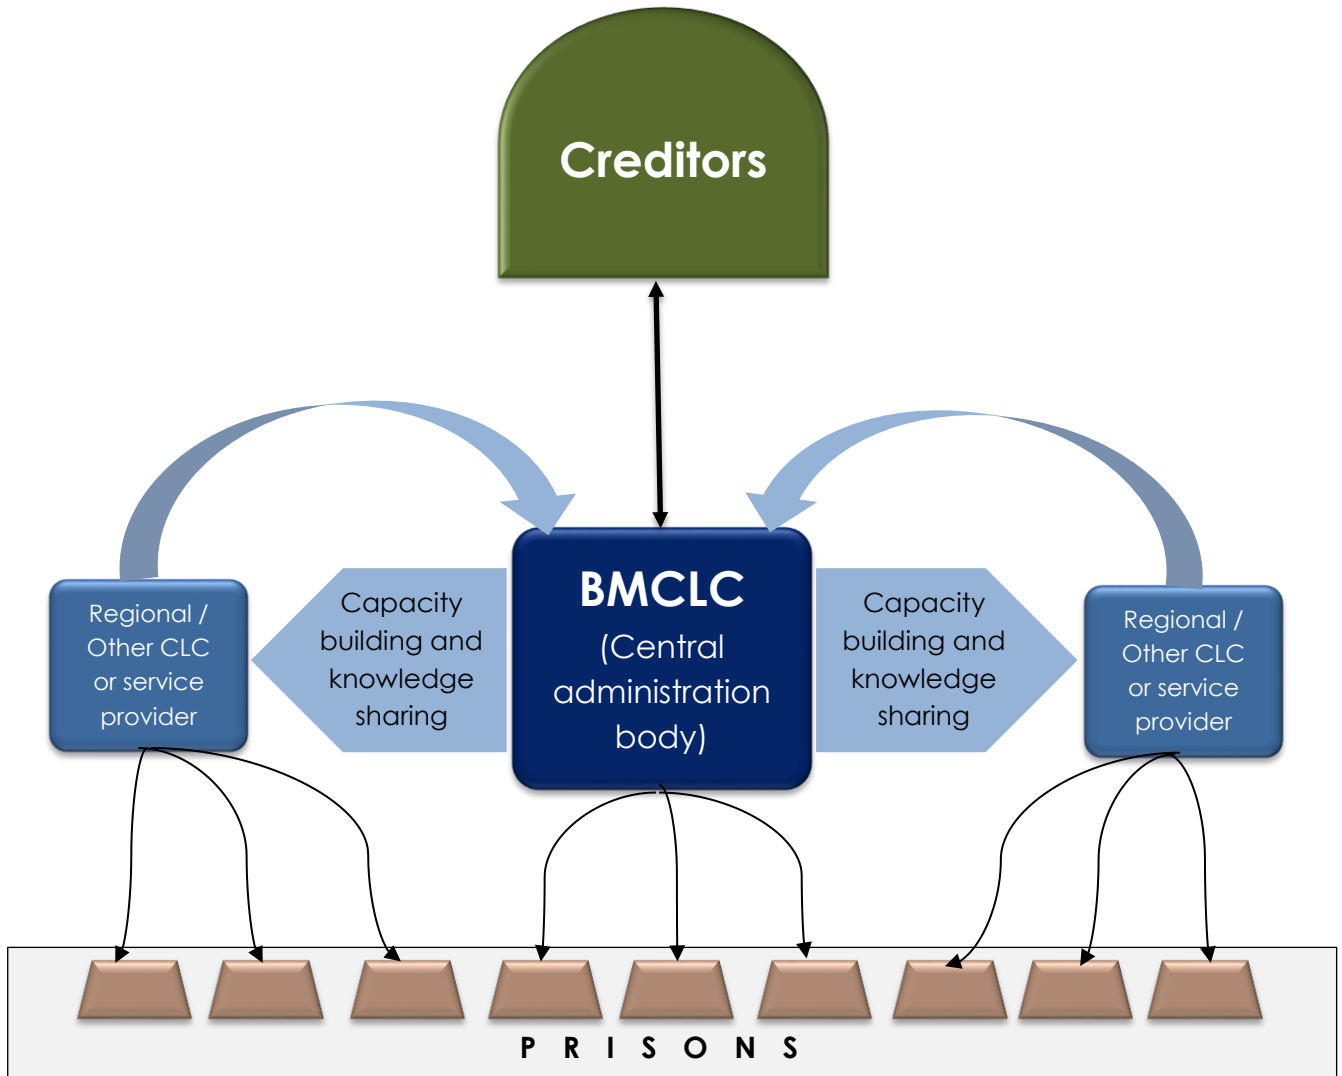 Creditors
Regional /
Other CLC
or service
provider
Capacity
building and
knowledge
sharing
BMCLC
(Central
administration
body)
Capacity
building and
knowledge
sharing
Regional /
Other CLC
or service
provider
P R I S O N S